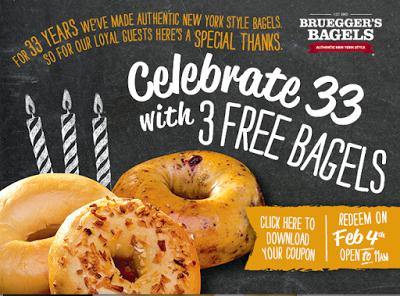 FOR 33 YEARS WE'VE MADE AUTHENTIC NEW YORK STYLE BAGELS.
SO FOR OUR LOYAL GUESTS HERE'S A SPECIAL THANKS.
BRUEGGER'S
BAGELS
AUTHENTIC NEW YORK STYLE
Celebrate 33
with 3 FREE BAGELS
CLICK HERE TO
DOWNLOAD
YOUR COUPON
REDEEM ON
Feb 4th
OPEN to 11AM